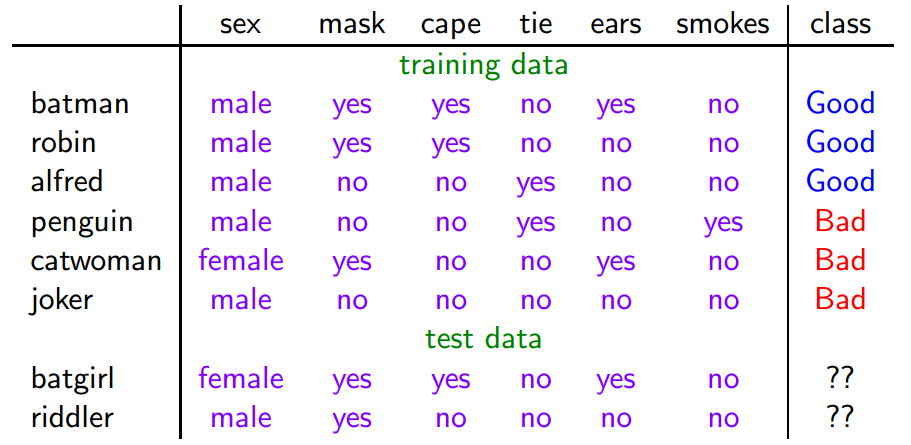 sex mask cape tie ears smokes class
training data
batman male yes yes no yes no Good
robin male yes yes no no no Good
alfred male no no yes no no Good
penguin male no no yes no yes Bad
catwoman female yes no no yes no Bad
joker male no no no no no Bad
test data
batgirl female yes yes no yes no ??
riddler male yes no no no no ??